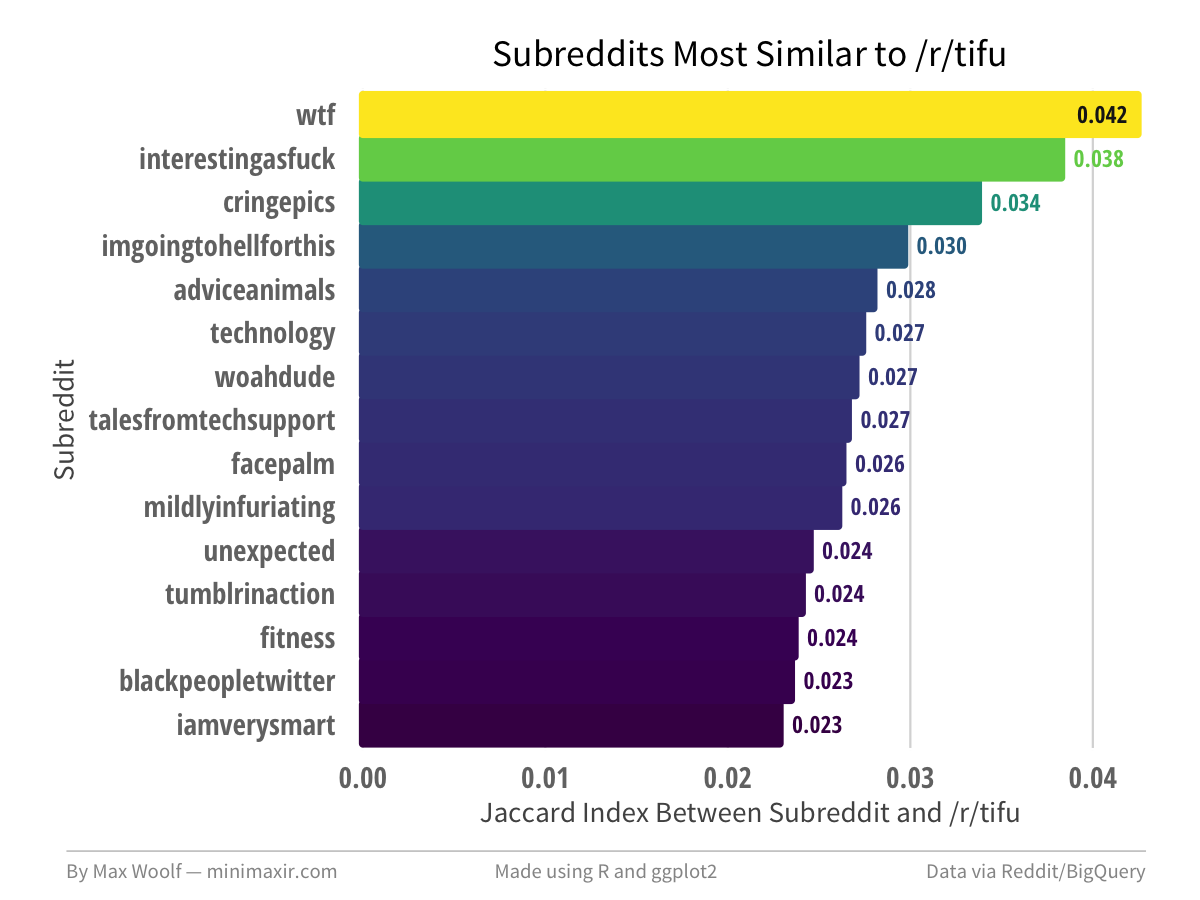 Subreddits Most Similar to /r/tifu
wtf 0.042
interestingasfuck 0.038
cringepics 0.034
imgoingtohellforthis 0.030
adviceanimals 0.028
technology 0.027
woahdude 0.027
talesfromtechsupport 0.027
facepalm 0.026
mildlyinfuriating 0.026
unexpected 0.024
tumblrinaction 0.024
fitness 0.024
blackpeopletwitter 0.023
iamverysmart 0.023
Subreddit
0.00 0.01 0.02 0.03 0.04
Jaccard Index Between Subreddit and /r/tifu
By Max Woolf — minimaxir.com Made using R and ggplot2 Data via Reddit/BigQuery